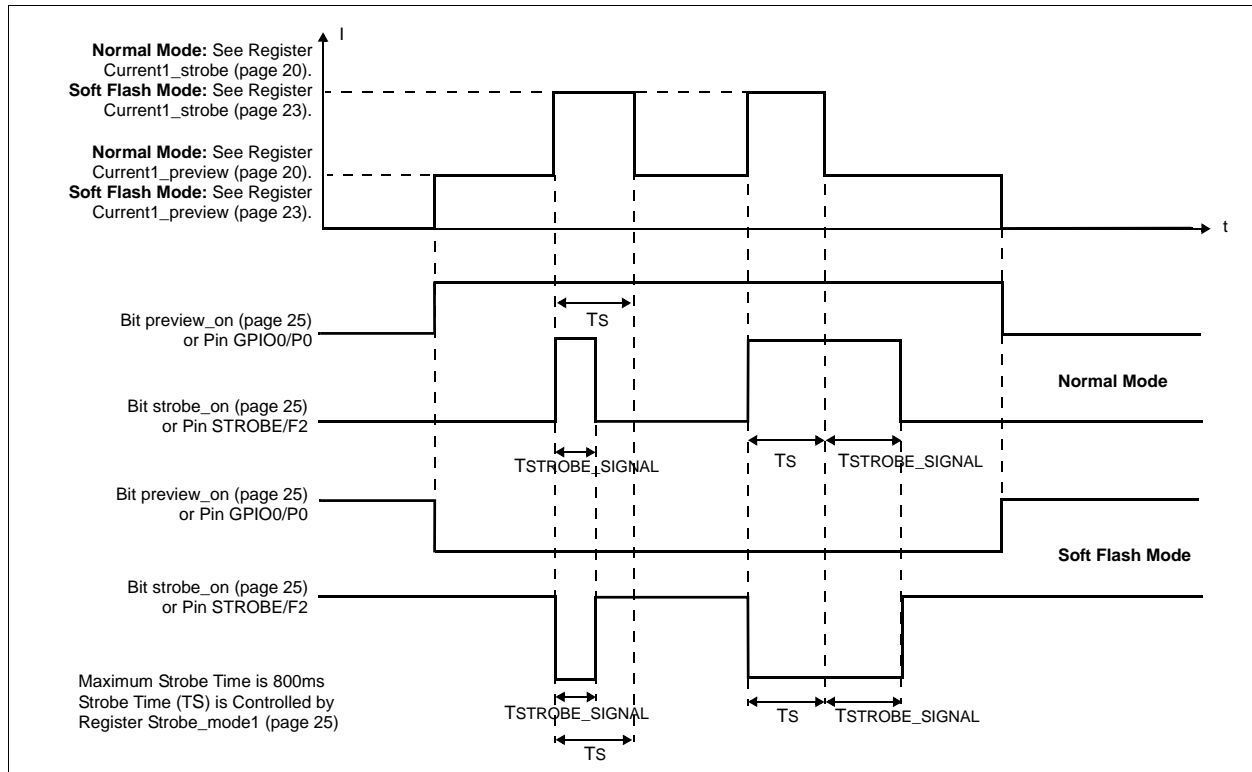 I
Normal Mode: See Register
Current1_strobe (page 20).
Soft Flash Mode: See Register
Current1_strobe (page 23).
Normal Mode: See Register
Current1_preview (page 20).
Soft Flash Mode: See Register
Current1_preview (page 23).
t
TS
Bit preview_on (page 25)
or Pin GPIO0/P0
Normal Mode
Bit strobe_on (page 25)
or Pin STROBE/F2
TS
TSTROBE_SIGNAL
TSTROBE_SIGNAL
Bit preview_on (page 25)
or Pin GPIO0/P0
Soft Flash Mode
Bit strobe_on (page 25)
or Pin STROBE/F2
Maximum Strobe Time is 800ms
Strobe Time (TS) is Controlled by
Register Strobe_mode1 (page 25)
TSTROBE_SIGNAL
TS
TS
TSTROBE_SIGNAL